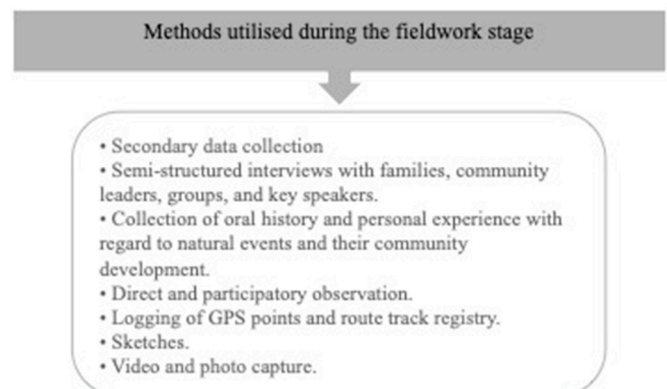 Methods utilised during the fieldwork stage
• Secondary data collection
• Semi-structured interviews with families, community
leaders, groups, and key speakers.
• Collection of oral history and personal experience with
regard to natural events and their community
development.
• Direct and participatory observation.
• Logging of GPS points and route track registry.
• Sketches.
• Video and photo capture.